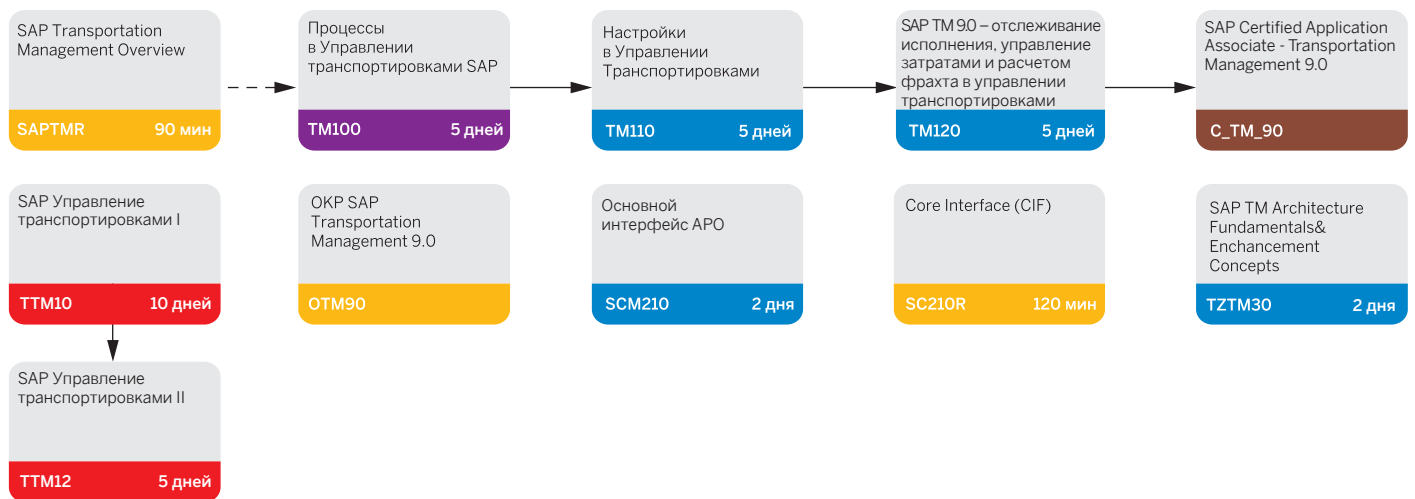 SAP Transportation
Management Overview
SAPTMR 90 мин
Процессы
в Управлении
транспортировками SAP
TM100 5 дней
Настройки
в Управлении
Транспортировками
TM110 5 дней
SAP TM 9.0 – отслеживание
исполнения, управление
затратами и расчетом
фрахта в управлении
транспортировками
TM120 5 дней
SAP Certified Application
Associate - Transportation
Management 9.0
C_TM_90
SAP Управление
транспортировками I
TTM10 10 дней
ОКР SAP
Transportation
Management 9.0
OTM90
Основной
интерфейс APO
SCM210 2 дня
Core Interface (CIF)
SC210R 120 мин
SAP TM Architecture
Fundamentals&
Enchancement
Concepts
TZTM30 2 дня
SAP Управление
транспортировками II
TTM12 5 дней